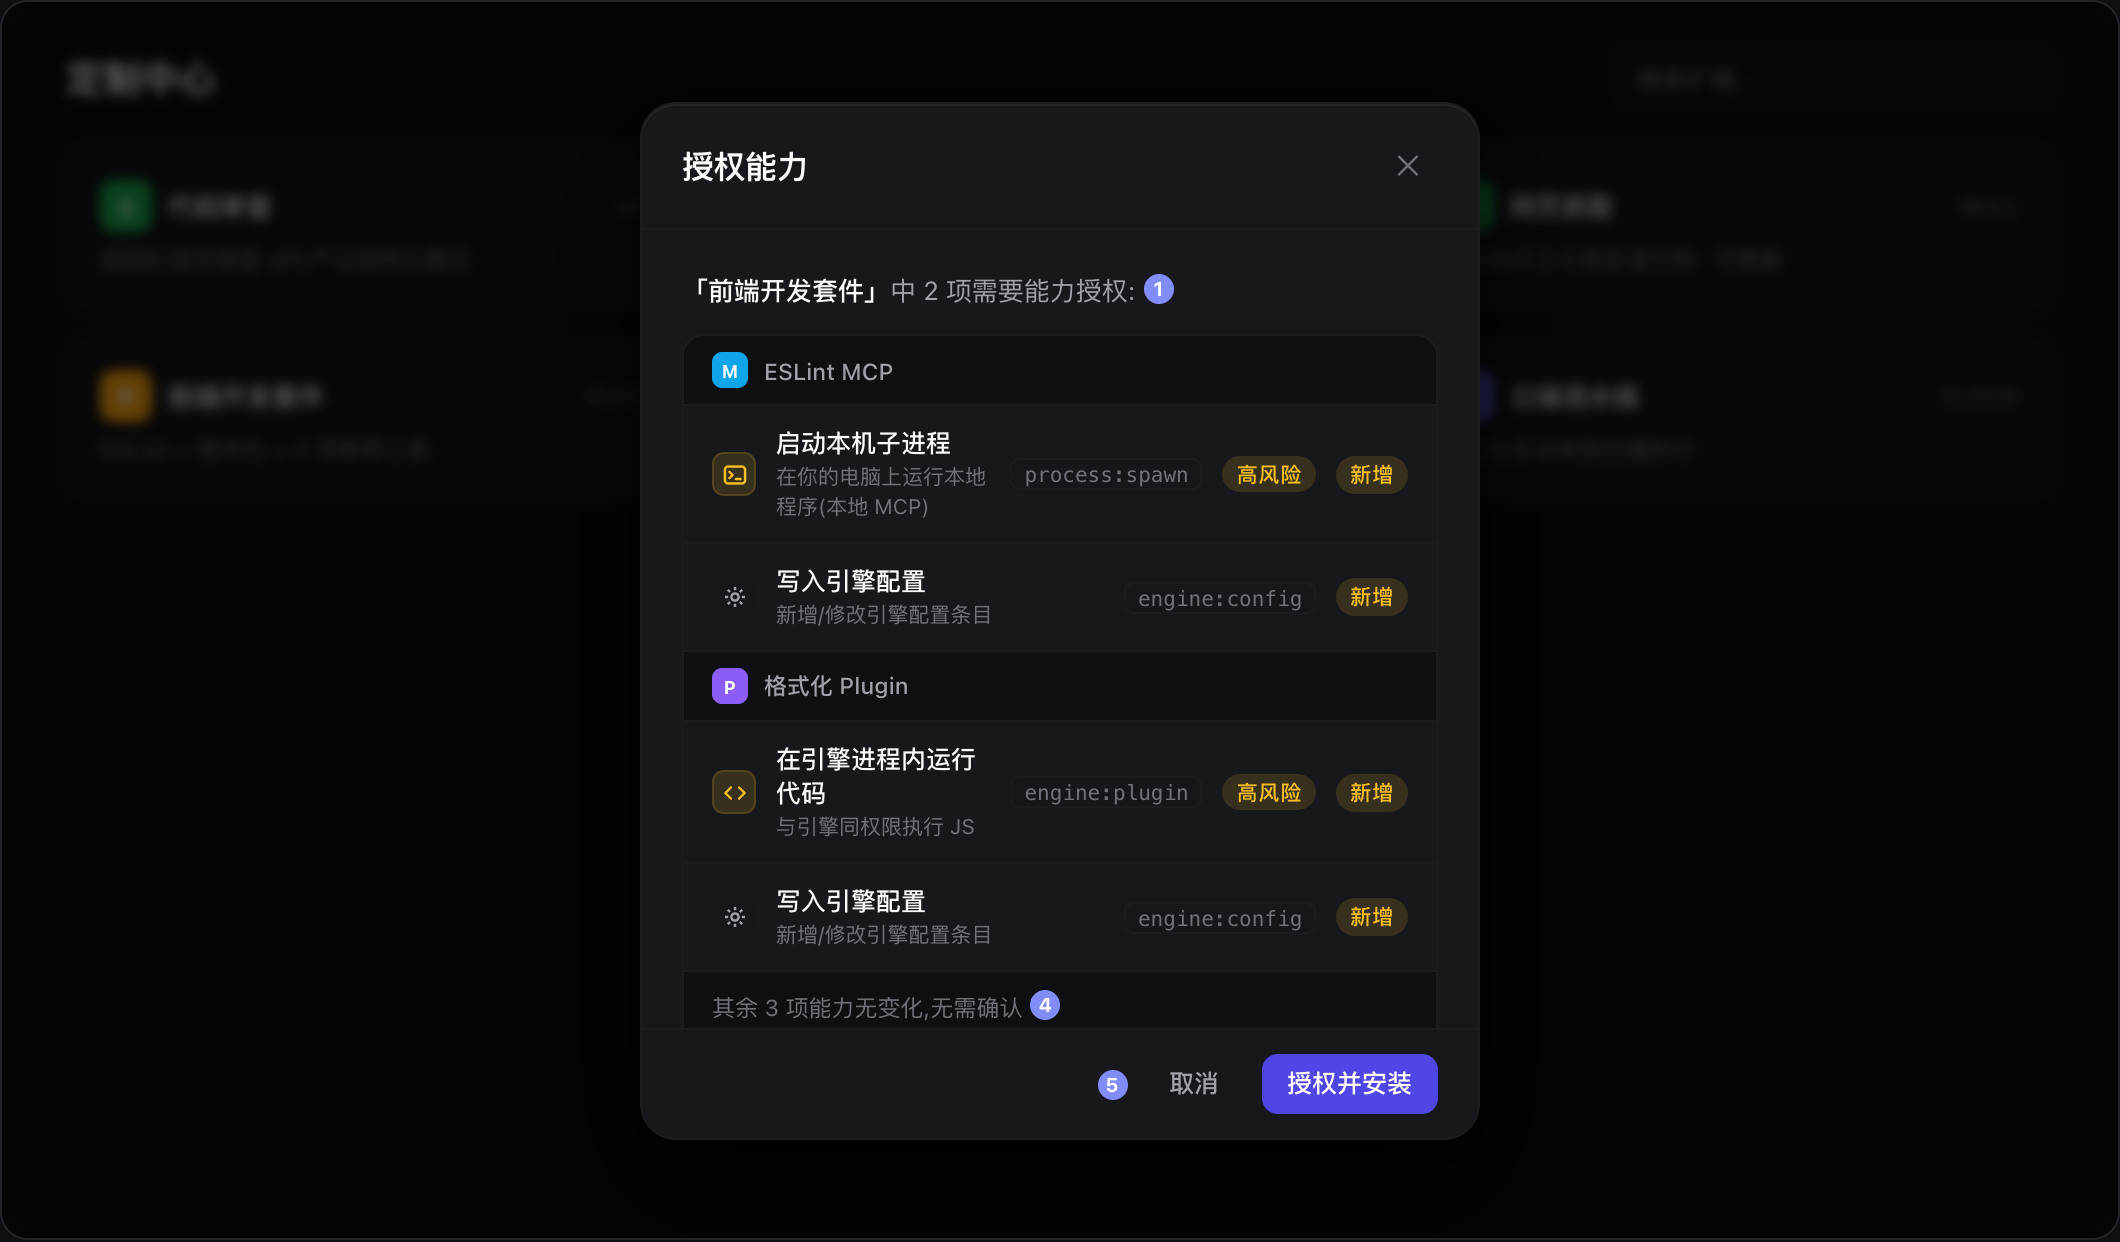 定制中心
授权能力
「前端开发套件」中 2 项需要能力授权: 1
M ESLint MCP
启动本机子进程
在你的电脑上运行本地
程序(本地 MCP)
process:spawn 高风险 新增
写入引擎配置
新增/修改引擎配置条目
engine:config 新增
P 格式化 Plugin
在引擎进程内运行
代码
与引擎同权限执行 JS
engine:plugin 高风险 新增
写入引擎配置
新增/修改引擎配置条目
engine:config 新增
其余 3 项能力无变化,无需确认 4
5 取消 授权并安装